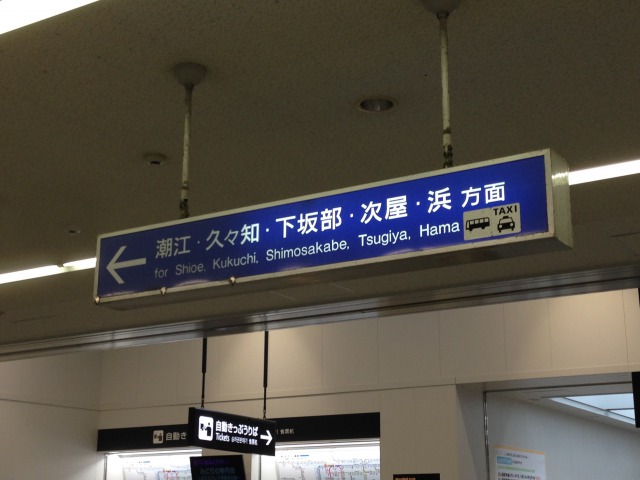 潮江・久々知・下坂部・次屋・浜 方面
for Shioe, Kukuchi, Shimosakabe, Tsugiya, Hama
TAXI
自動きっぷうりば
Tickets